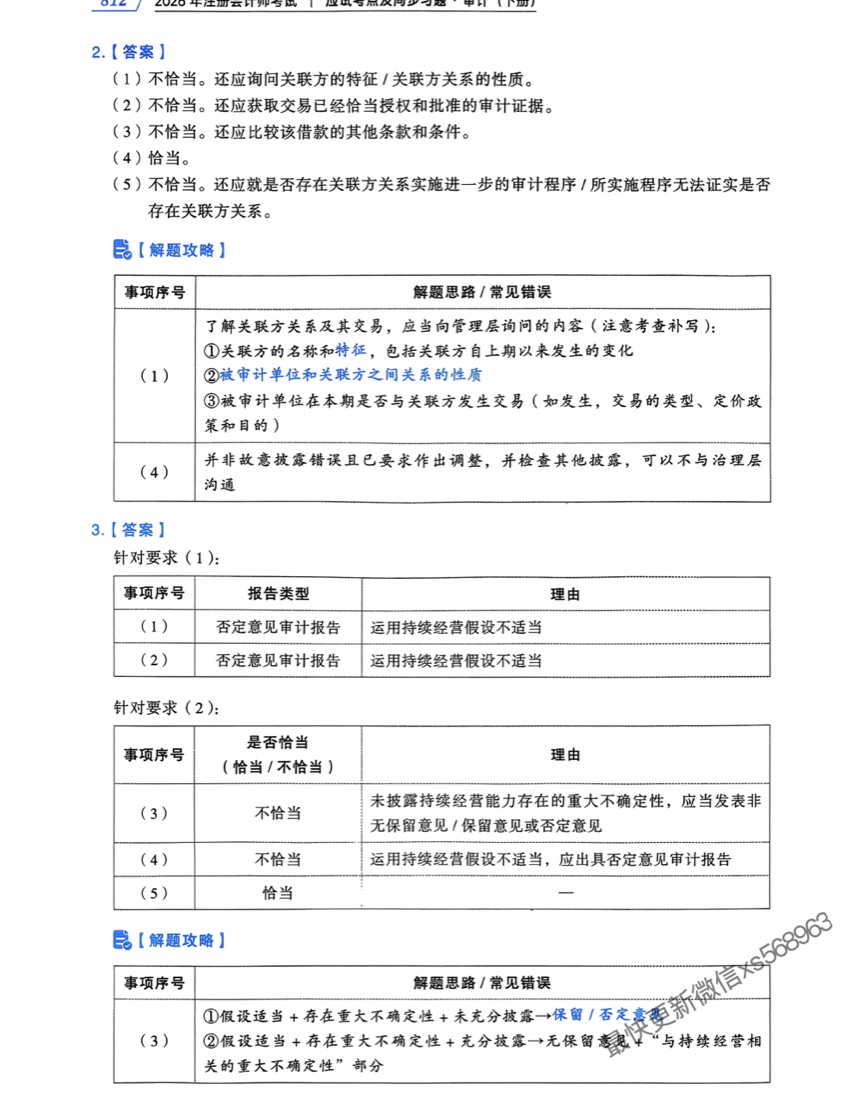 812 / 2026 年注册会计师考试 | 应试考点及同步习题·审计（下册）
2.【答案】
（1）不恰当。还应询问关联方的特征 / 关联方关系的性质。
（2）不恰当。还应获取交易已经恰当授权和批准的审计证据。
（3）不恰当。还应比较该借款的其他条款和条件。
（4）恰当。
（5）不恰当。还应就是否存在关联方关系实施进一步的审计程序 / 所实施程序无法证实是否
存在关联方关系。
【解题攻略】
事项序号 解题思路 / 常见错误
了解关联方关系及其交易，应当向管理层询问的内容（注意考查补写）：
①关联方的名称和特征，包括关联方自上期以来发生的变化
（1） ②被审计单位和关联方之间关系的性质
③被审计单位在本期是否与关联方发生交易（如发生，交易的类型、定价政
策和目的）
（4） 并非故意披露错误且已要求作出调整，并检查其他披露，可以不与治理层
沟通
3.【答案】
针对要求（1）：
事项序号 报告类型 理由
（1） 否定意见审计报告 运用持续经营假设不适当
（2） 否定意见审计报告 运用持续经营假设不适当
针对要求（2）：
事项序号 是否恰当 理由
（恰当 / 不恰当）
（3） 不恰当 未披露持续经营能力存在的重大不确定性，应当发表非
无保留意见 / 保留意见或否定意见
（4） 不恰当 运用持续经营假设不适当，应出具否定意见审计报告
（5） 恰当 —
【解题攻略】
事项序号 解题思路 / 常见错误
①假设适当 + 存在重大不确定性 + 未充分披露→保留 / 否定意见
（3） ②假设适当 + 存在重大不确定性 + 充分披露→无保留意见 + “与持续经营相
关的重大不确定性” 部分
最快更新微信xs568963